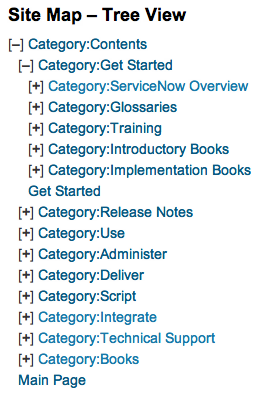 Site Map – Tree View
[–] Category:Contents
[–] Category:Get Started
[+] Category:ServiceNow Overview
[+] Category:Glossaries
[+] Category:Training
[+] Category:Introductory Books
[+] Category:Implementation Books
Get Started
[+] Category:Release Notes
[+] Category:Use
[+] Category:Administer
[+] Category:Deliver
[+] Category:Script
[+] Category:Integrate
[+] Category:Technical Support
[+] Category:Books
Main Page